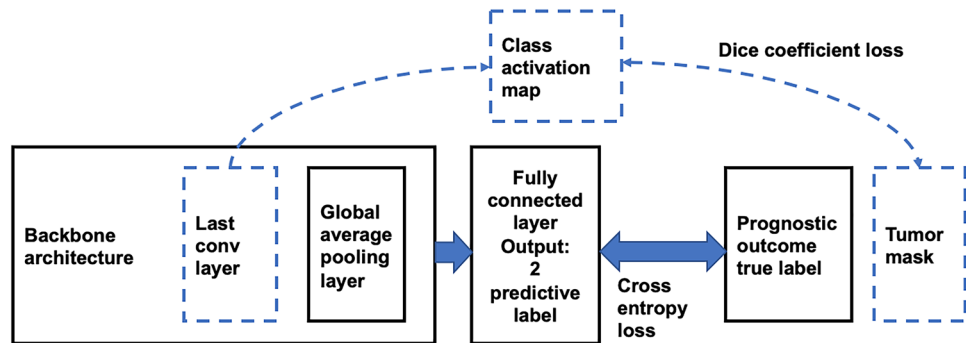 Class
activation
map
Dice coefficient loss
Backbone
architecture
Last
conv
layer
Global
average
pooling
layer
Fully
connected
layer
Output:
2
predictive
label
Cross
entropy
loss
Prognostic
outcome
true label
Tumor
mask